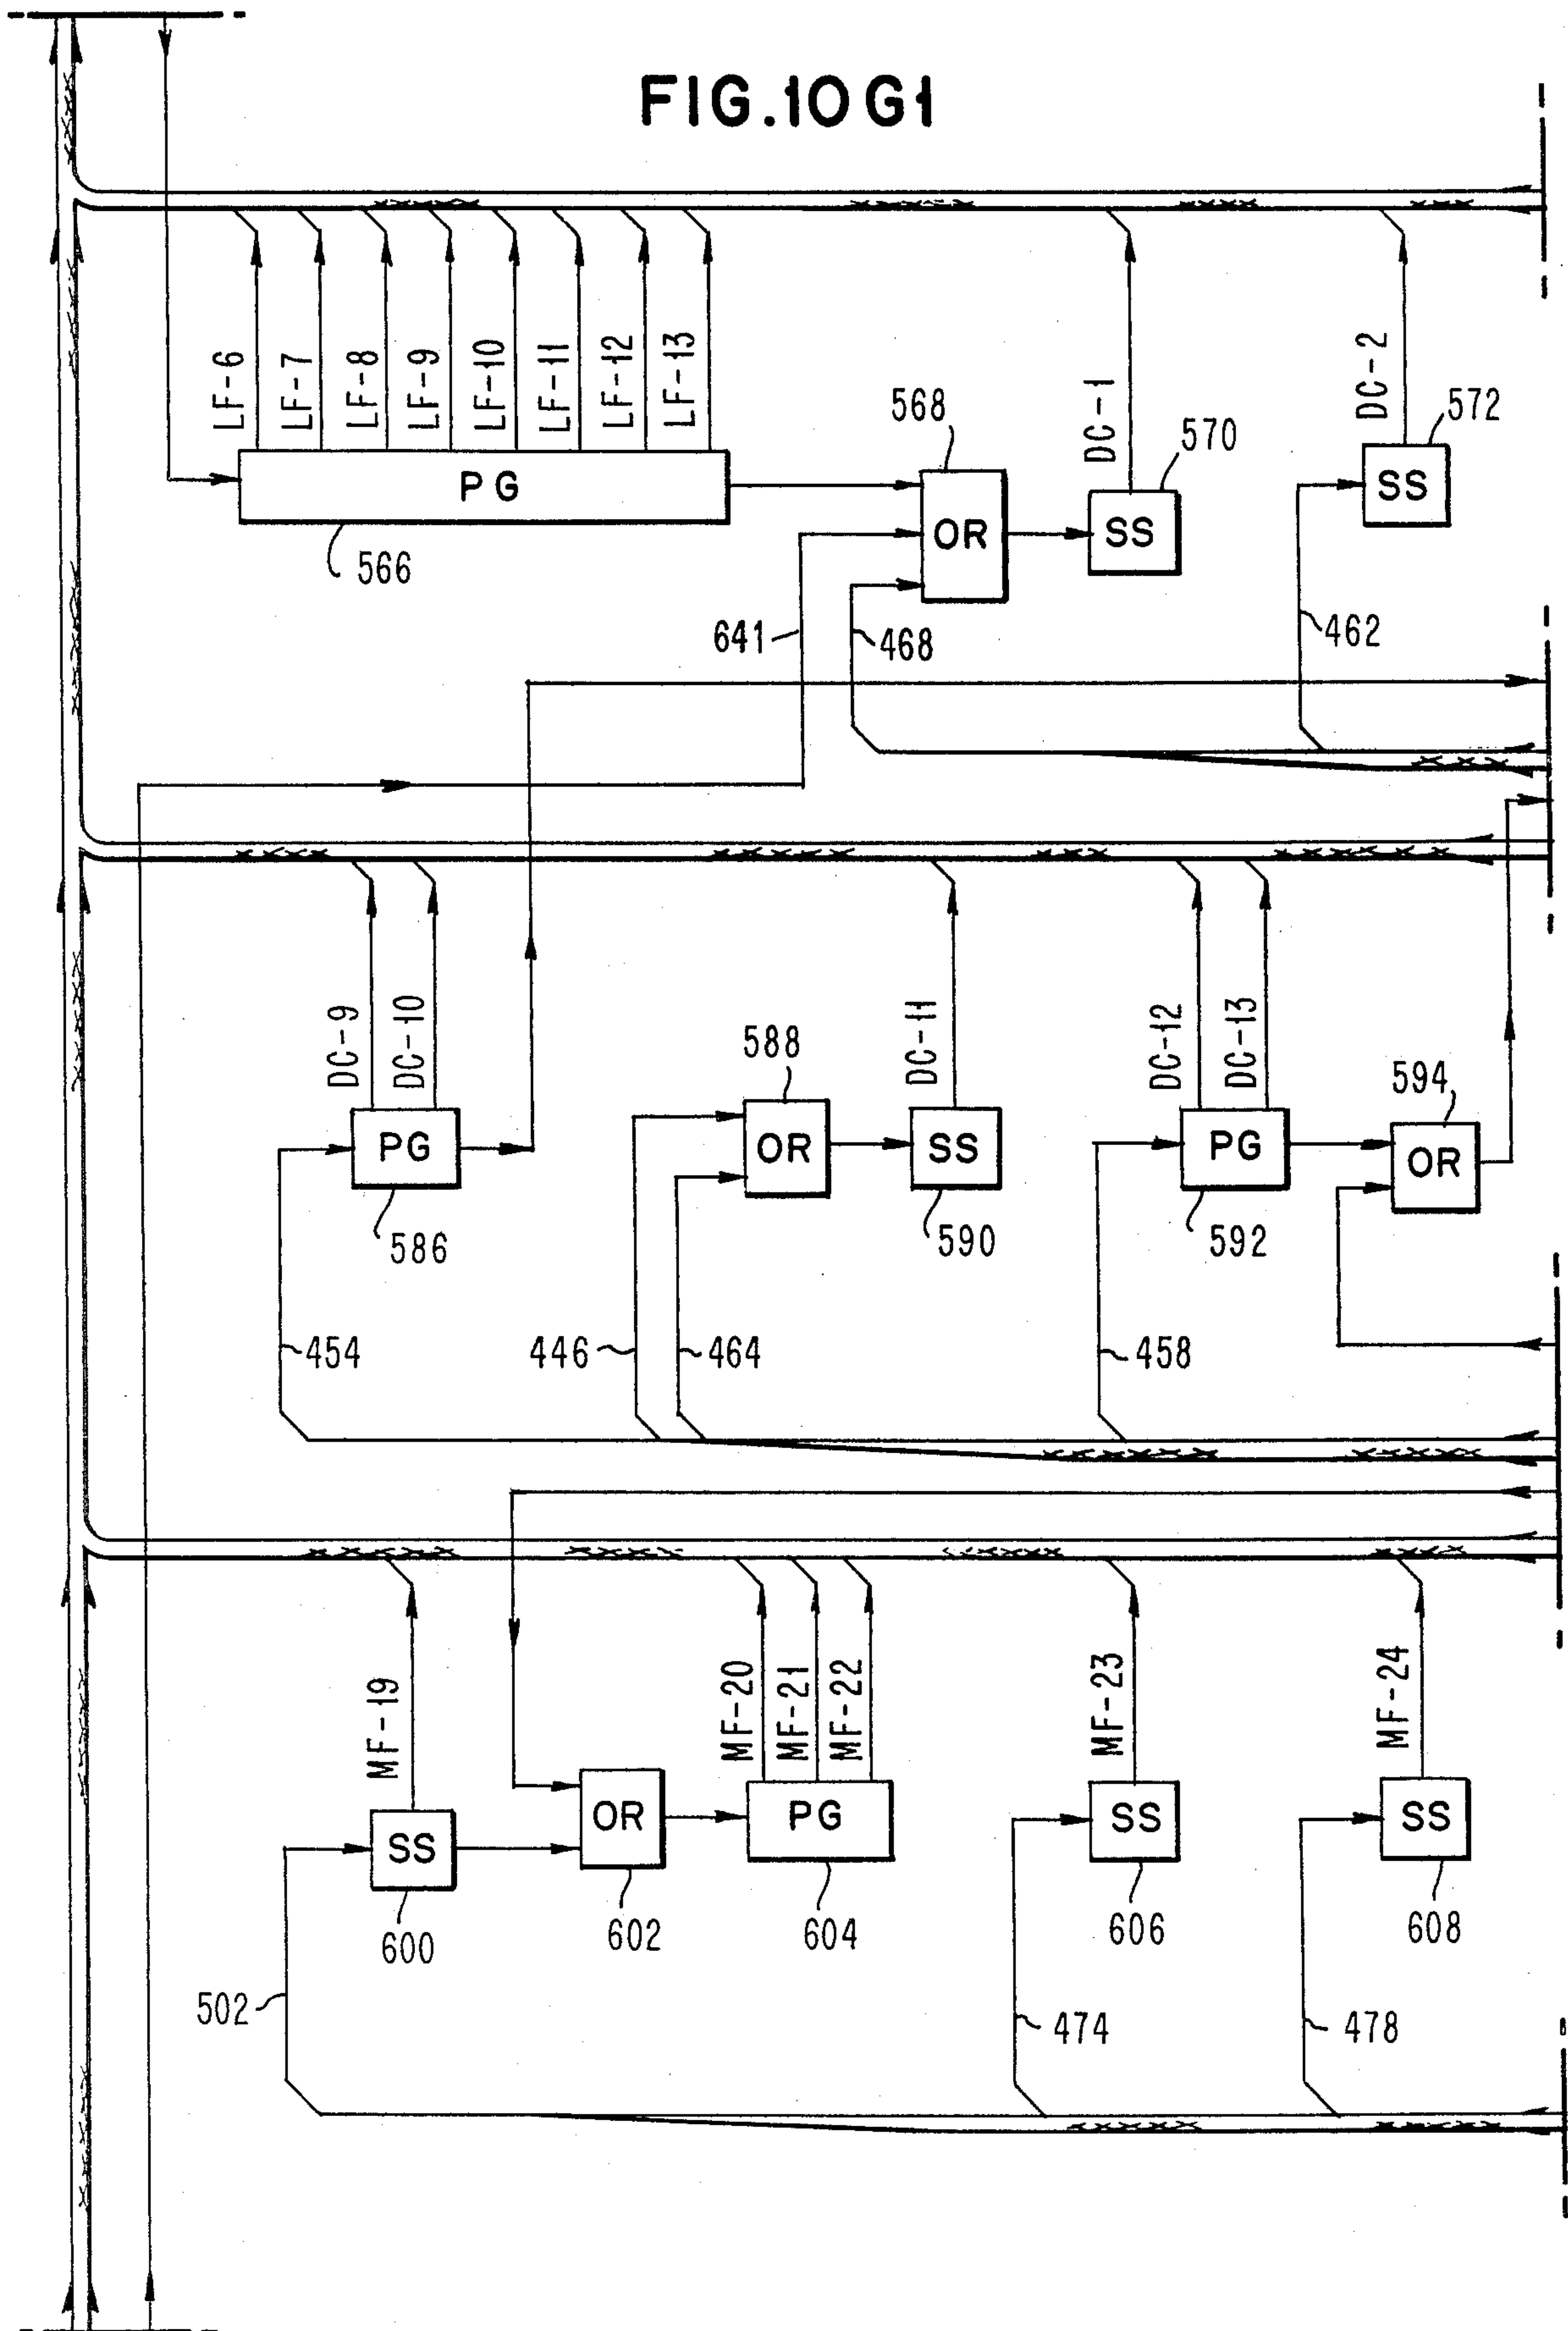 FIG.10G1
LF-6
LF-7
LF-8
LF-9
LF-10
LF-11
LF-12
LF-13
PG
566
568
OR
DC-1
570
SS
DC-2
572
SS
641
468
462
DC-9
DC-10
PG
586
588
OR
DC-11
SS
590
DC-12
DC-13
PG
592
594
OR
454
446
464
458
MF-19
SS
600
OR
602
MF-20
MF-21
MF-22
PG
604
MF-23
SS
606
MF-24
SS
608
502
474
478